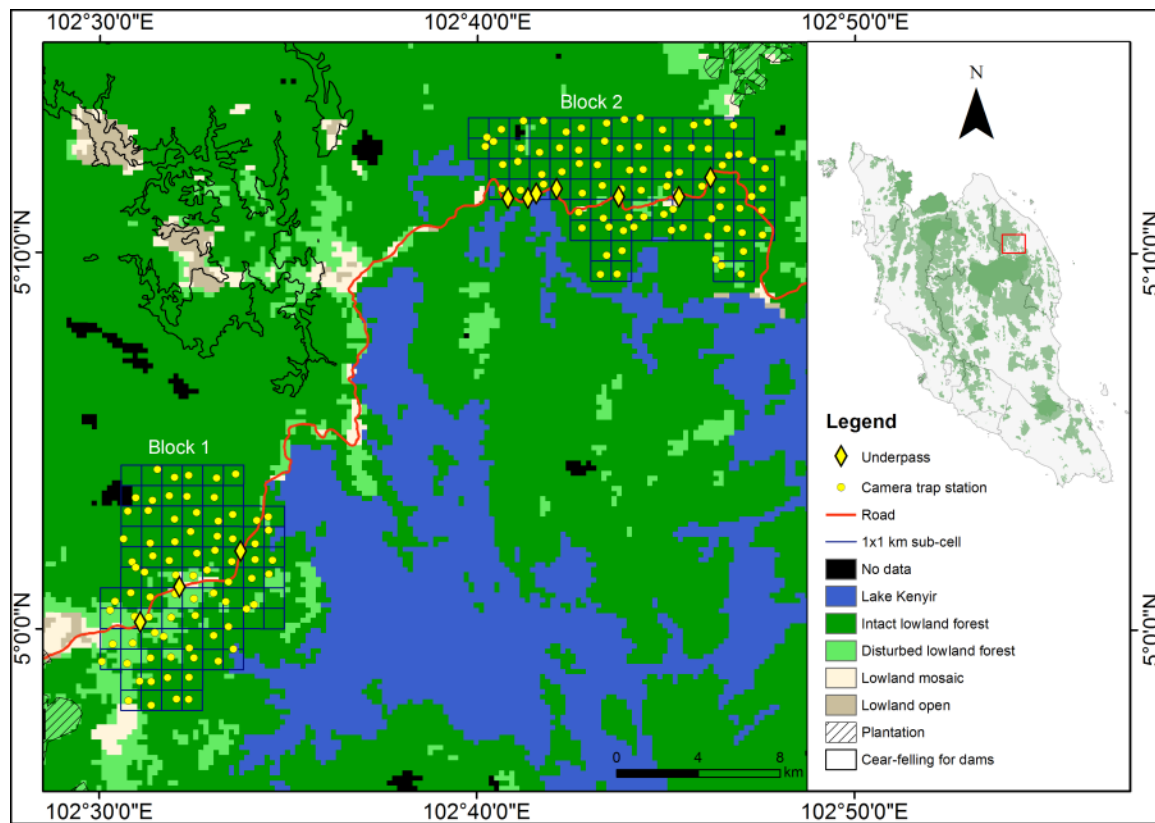 102°30'0"E
102°40'0"E
102°50'0"E
5°10'0"N
5°0'0"N
Block 2
Block 1
0 4 8
km
N
5°10'0"N
5°0'0"N
Legend
Underpass
Camera trap station
Road
1x1 km sub-cell
No data
Lake Kenyir
Intact lowland forest
Disturbed lowland forest
Lowland mosaic
Lowland open
Plantation
Cear-felling for dams
102°30'0"E
102°40'0"E
102°50'0"E